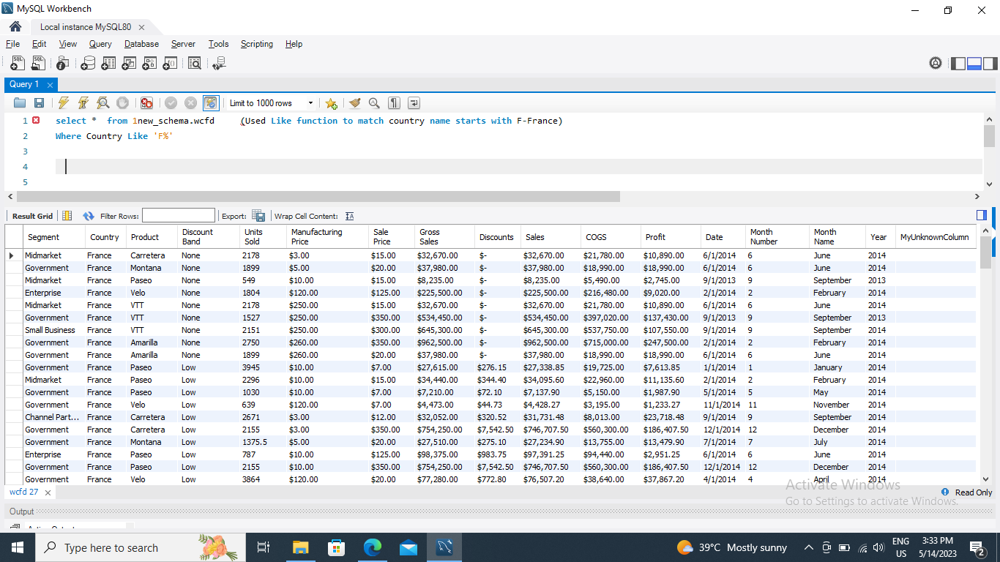 MySQL Workbench
Local instance MySQL80
File Edit View Query Database Server Tools Scripting Help
Query 1
Limit to 1000 rows
1 select * from 1new_schema.wcfd (Used Like function to match country name starts with F-France)
2 Where Country Like 'F%'
3
4
5
Result Grid Filter Rows: Export: Wrap Cell Content:
Segment Country Product Discount Band Units Sold Manufacturing Price Sale Price Gross Sales Discounts Sales COGS Profit Date Month Number Month Name Year MyUnknownColumn
Midmarket France Carretera None 2178 $3.00 $15.00 $32,670.00 $- $32,670.00 $21,780.00 $10,890.00 6/1/2014 6 June 2014
Government France Montana None 1899 $5.00 $20.00 $37,980.00 $- $37,980.00 $18,990.00 $18,990.00 6/1/2014 6 June 2014
Midmarket France Paseo None 549 $10.00 $15.00 $8,235.00 $- $8,235.00 $5,490.00 $2,745.00 9/1/2013 9 September 2013
Enterprise France Velo None 1804 $120.00 $125.00 $225,500.00 $- $225,500.00 $216,480.00 $9,020.00 2/1/2014 2 February 2014
Midmarket France VTT None 2178 $250.00 $15.00 $32,670.00 $- $32,670.00 $21,780.00 $10,890.00 6/1/2014 6 June 2014
Government France VTT None 1527 $250.00 $350.00 $534,450.00 $- $534,450.00 $397,020.00 $137,430.00 9/1/2013 9 September 2013
Small Business France VTT None 2151 $250.00 $300.00 $645,300.00 $- $645,300.00 $537,750.00 $107,550.00 9/1/2014 9 September 2014
Government France Amarilla None 2750 $260.00 $350.00 $962,500.00 $- $962,500.00 $715,000.00 $247,500.00 2/1/2014 2 February 2014
Government France Amarilla None 1899 $260.00 $20.00 $37,980.00 $- $37,980.00 $18,990.00 $18,990.00 6/1/2014 6 June 2014
Government France Paseo Low 3945 $10.00 $7.00 $27,615.00 $276.15 $27,338.85 $19,725.00 $7,613.85 1/1/2014 1 January 2014
Midmarket France Paseo Low 2296 $10.00 $15.00 $34,440.00 $344.40 $34,095.60 $22,960.00 $11,135.60 2/1/2014 2 February 2014
Government France Paseo Low 1030 $10.00 $7.00 $7,210.00 $72.10 $7,137.90 $5,150.00 $1,987.90 5/1/2014 5 May 2014
Government France Velo Low 639 $120.00 $7.00 $4,473.00 $44.73 $4,428.27 $3,195.00 $1,233.27 11/1/2014 11 November 2014
Channel Part... France Carretera Low 2671 $3.00 $12.00 $32,052.00 $320.52 $31,731.48 $8,013.00 $23,718.48 9/1/2014 9 September 2014
Government France Carretera Low 2155 $3.00 $350.00 $754,250.00 $7,542.50 $746,707.50 $560,300.00 $186,407.50 12/1/2014 12 December 2014
Government France Montana Low 1375.5 $5.00 $20.00 $27,510.00 $275.10 $27,234.90 $13,755.00 $13,479.90 7/1/2014 7 July 2014
Enterprise France Paseo Low 787 $10.00 $125.00 $98,375.00 $983.75 $97,391.25 $94,440.00 $2,951.25 6/1/2014 6 June 2014
Government France Paseo Low 2155 $10.00 $350.00 $754,250.00 $7,542.50 $746,707.50 $560,300.00 $186,407.50 12/1/2014 12 December 2014
Government France Velo Low 3864 $120.00 $20.00 $77,280.00 $772.80 $76,507.20 $38,640.00 $37,867.20 4/1/2014 4 April 2014
Activate Windows
wcfd 27 Read Only
Go to Settings to activate Windows.
Output
Type here to search
39°C Mostly sunny
ENG US
3:33 PM
5/14/2023
2